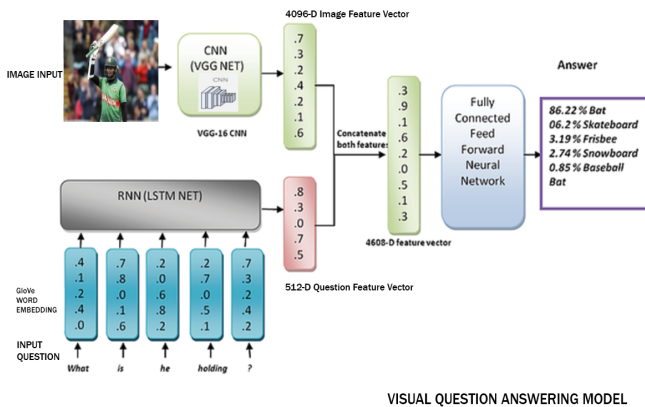 4096-D Image Feature Vector
IMAGE INPUT
CNN
(VGG NET)
CNN
VGG-16 CNN
.7
.3
.2
.4
.2
.1
.6
Concatenate
both features
.3
.9
.1
.6
.2
.0
.5
.1
.3
4608-D feature vector
Fully
Connected
Feed
Forward
Neural
Network
Answer
86.22 % Bat
06.2 % Skateboard
3.19 % Frisbee
2.74 % Snowboard
0.85 % Baseball
Bat
RNN (LSTM NET)
.8
.3
.0
.7
.5
512-D Question Feature Vector
GloVe
WORD
EMBEDDING
.4 .7 .2 .2 .7
.1 .8 .0 .7 .3
.2 .0 .6 .0 .2
.4 .1 .8 .5 .4
.0 .6 .2 .1 .2
INPUT
QUESTION
What is he holding ?
VISUAL QUESTION ANSWERING MODEL